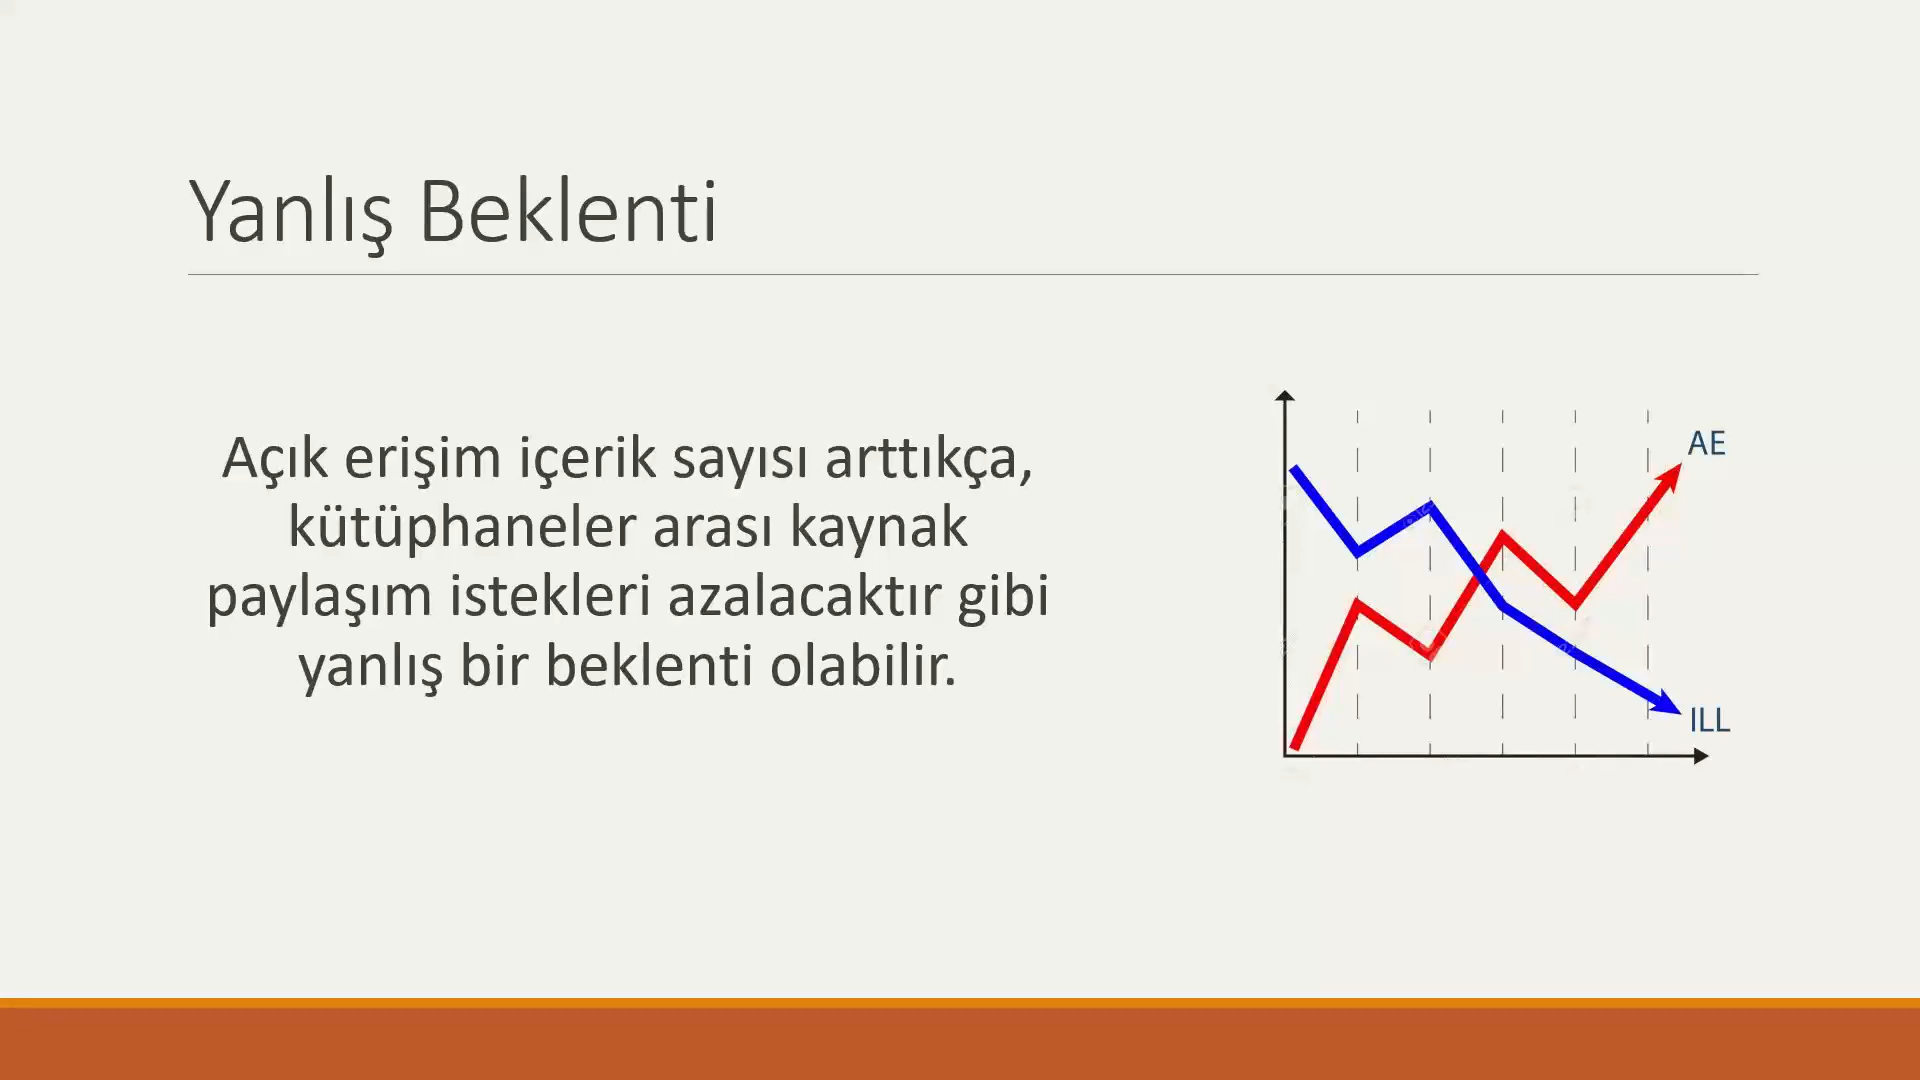 Yanlış Beklenti
Açık erişim içerik sayısı arttıkça,
kütüphaneler arası kaynak
paylaşım istekleri azalacaktır gibi
yanlış bir beklenti olabilir.
AE
ILL